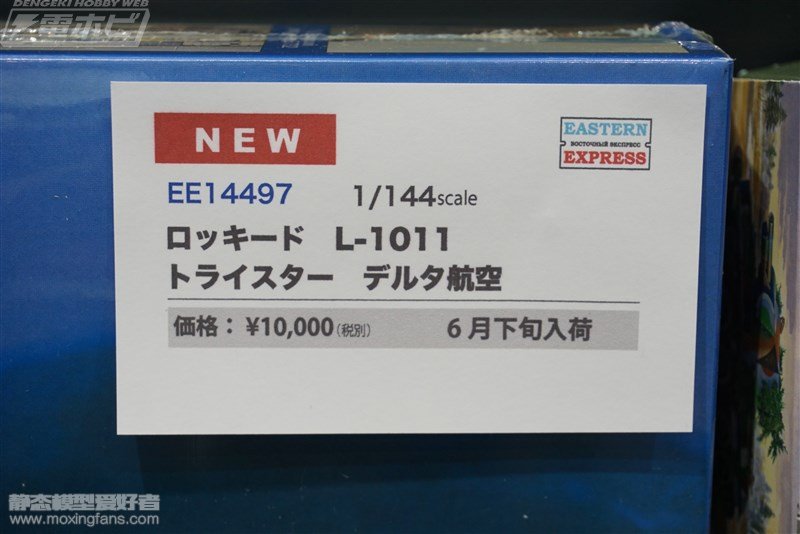 DENGEKI HOBBY WEB
電ホビ
NEW
EASTERN
ВОСТОЧНЫЙ ЭКСПРЕСС
EXPRESS
EE14497 1/144scale
ロッキード L-1011
トライスター デルタ航空
価格：¥10,000(税別) 6月下旬入荷
静态模型爱好者
www.moxingfans.com